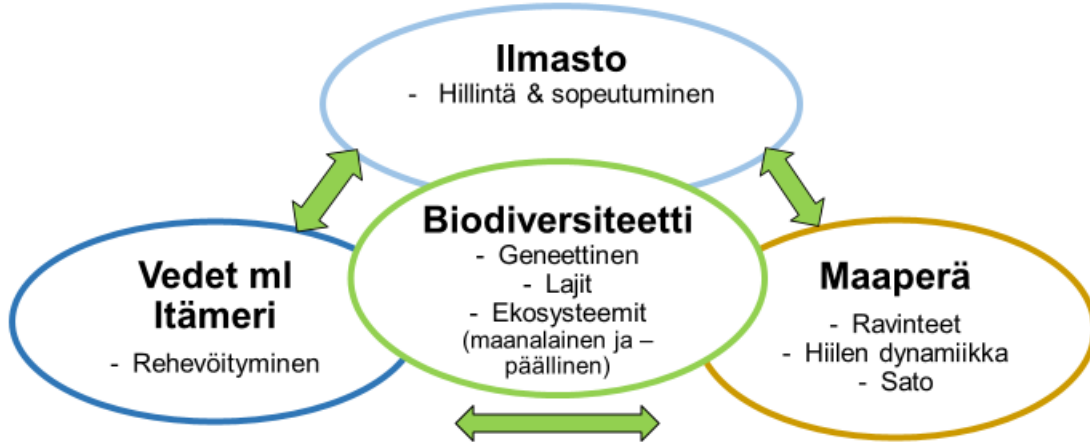 Ilmasto
- Hillintä & sopeutuminen
Biodiversiteetti
- Geneettinen
- Lajit
- Ekosysteemit
(maanalainen ja –
päällinen)
Vedet ml
Itämeri
- Rehevöityminen
Maaperä
- Ravinteet
- Hiilen dynamiikka
- Sato